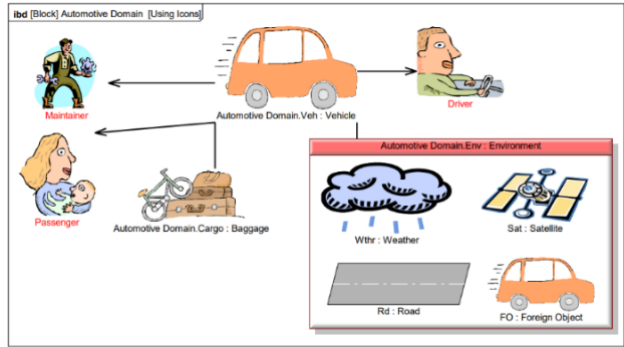 ibd [Block] Automotive Domain [Using Icons]
Maintainer
Automotive Domain.Veh : Vehicle
Driver
Passenger
Automotive Domain.Cargo : Baggage
Automotive Domain.Env : Environment
Wthr : Weather
Sat : Satellite
Rd : Road
FO : Foreign Object